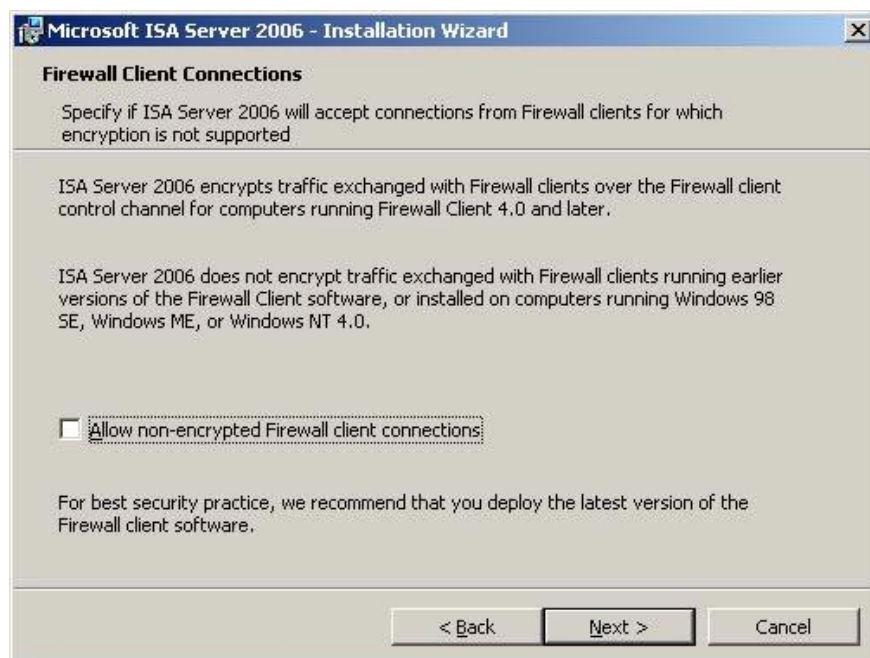 Microsoft ISA Server 2006 - Installation Wizard
Firewall Client Connections
Specify if ISA Server 2006 will accept connections from Firewall clients for which
encryption is not supported
ISA Server 2006 encrypts traffic exchanged with Firewall clients over the Firewall client
control channel for computers running Firewall Client 4.0 and later.
ISA Server 2006 does not encrypt traffic exchanged with Firewall clients running earlier
versions of the Firewall Client software, or installed on computers running Windows 98
SE, Windows ME, or Windows NT 4.0.
Allow non-encrypted Firewall client connections
For best security practice, we recommend that you deploy the latest version of the
Firewall client software.
< Back Next > Cancel